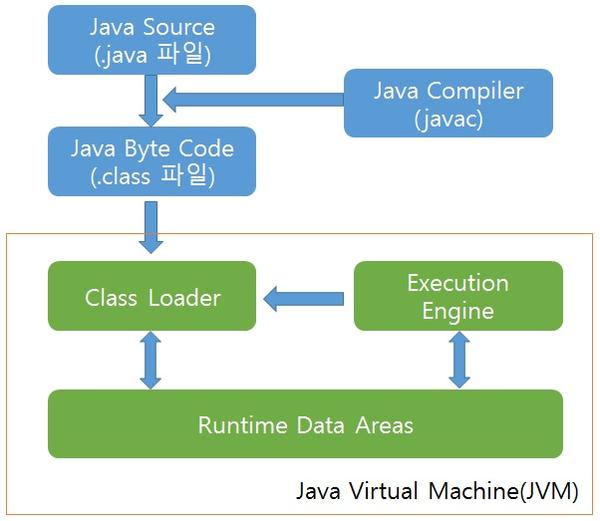 Java Source
(.java 파일)
Java Compiler
(javac)
Java Byte Code
(.class 파일)
Class Loader
Execution
Engine
Runtime Data Areas
Java Virtual Machine(JVM)